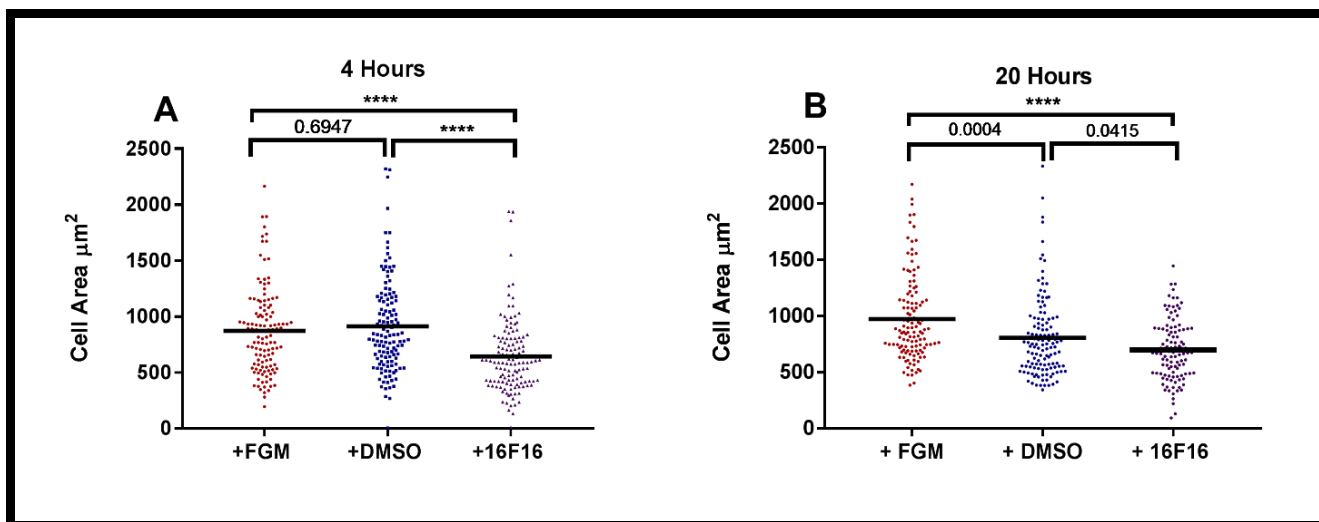 4 Hours
A
****
0.6947
****
2500
2000
1500
1000
500
0
Cell Area μm²
+FGM
+DMSO
+16F16
20 Hours
B
****
0.0004
0.0415
2500
2000
1500
1000
500
0
Cell Area μm²
+ FGM
+ DMSO
+ 16F16